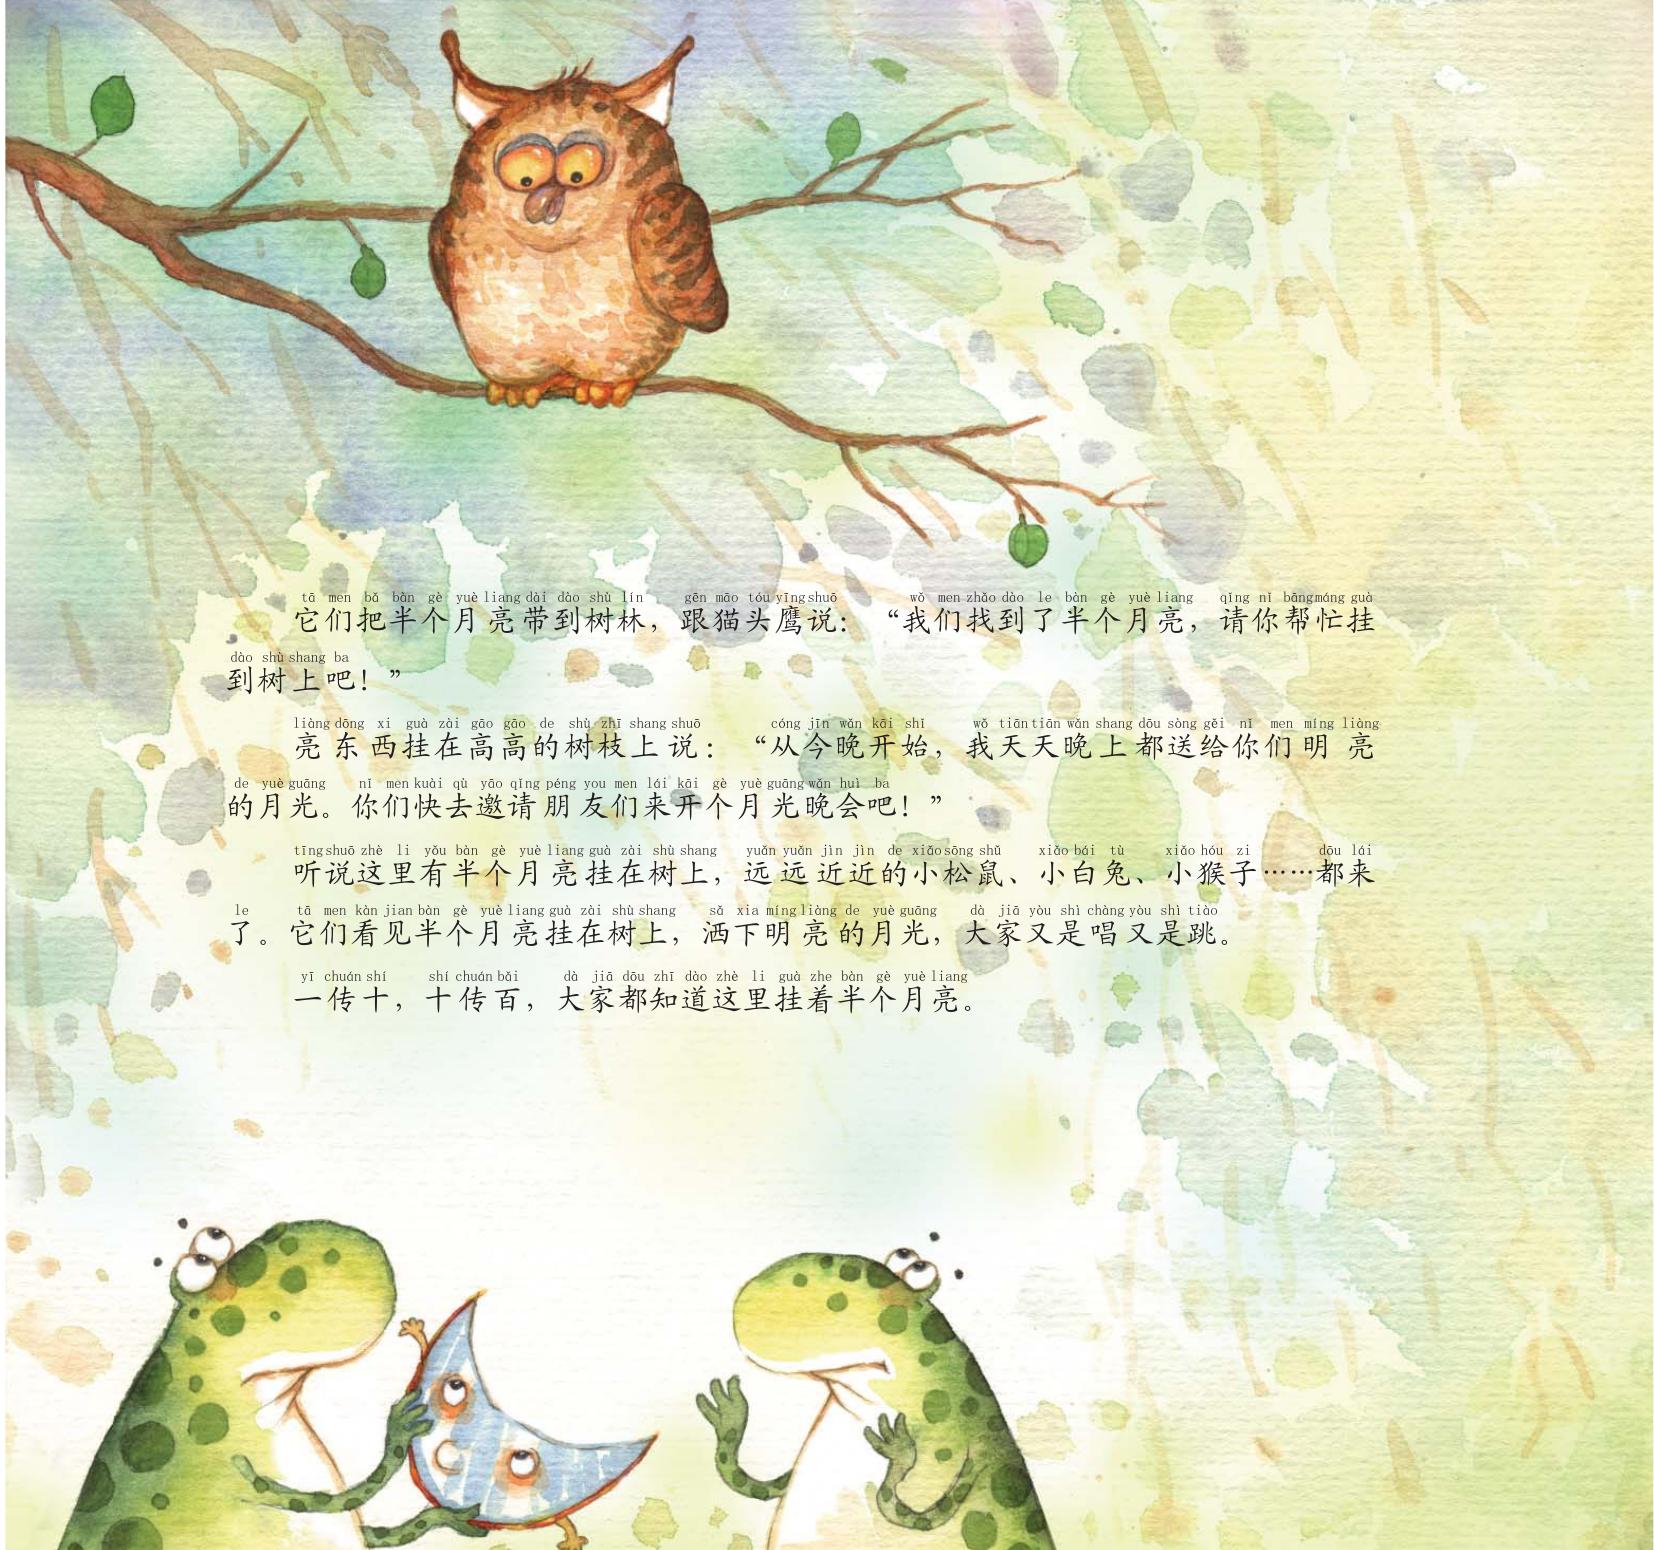 tā men bǎ bàn gè yuè liang dài dào shù lín gēn māo tóu yīng shuō wǒ men zhǎo dào le bàn gè yuè liang qǐng nǐ bāng máng guà
它们把半个月亮带到树林，跟猫头鹰说：“我们找到了半个月亮，请你帮忙挂
dào shù shang ba
到树上吧！”
liàng dōng xi guà zài gāo gāo de shù zhī shang shuō cóng jīn wǎn kāi shǐ wǒ tiān tiān wǎn shang dōu sòng gěi nǐ men míng liàng
亮东西挂在高高的树枝上说：“从今晚开始，我天天晚上都送给你们明亮
de yuè guāng nǐ men kuài qù yāo qǐng péng you men lái kāi gè yuè guāng wǎn huì ba
的月光。你们快去邀请朋友们来开个月光晚会吧！”
tīng shuō zhè li yǒu bàn gè yuè liang guà zài shù shang yuǎn yuǎn jìn jìn de xiǎo sōng shǔ xiǎo bái tù xiǎo hóu zi dōu lái
听说这里有半个月亮挂在树上，远远近近的小松鼠、小白兔、小猴子……都来
le tā men kàn jian bàn gè yuè liang guà zài shù shang sǎ xia míng liàng de yuè guāng dà jiā yòu shì chàng yòu shì tiào
了。它们看见半个月亮挂在树上，洒下明亮的月光，大家又是唱又是跳。
yī chuán shí shí chuán bǎi dà jiā dōu zhī dào zhè li guà zhe bàn gè yuè liang
一传十，十传百，大家都知道这里挂着半个月亮。